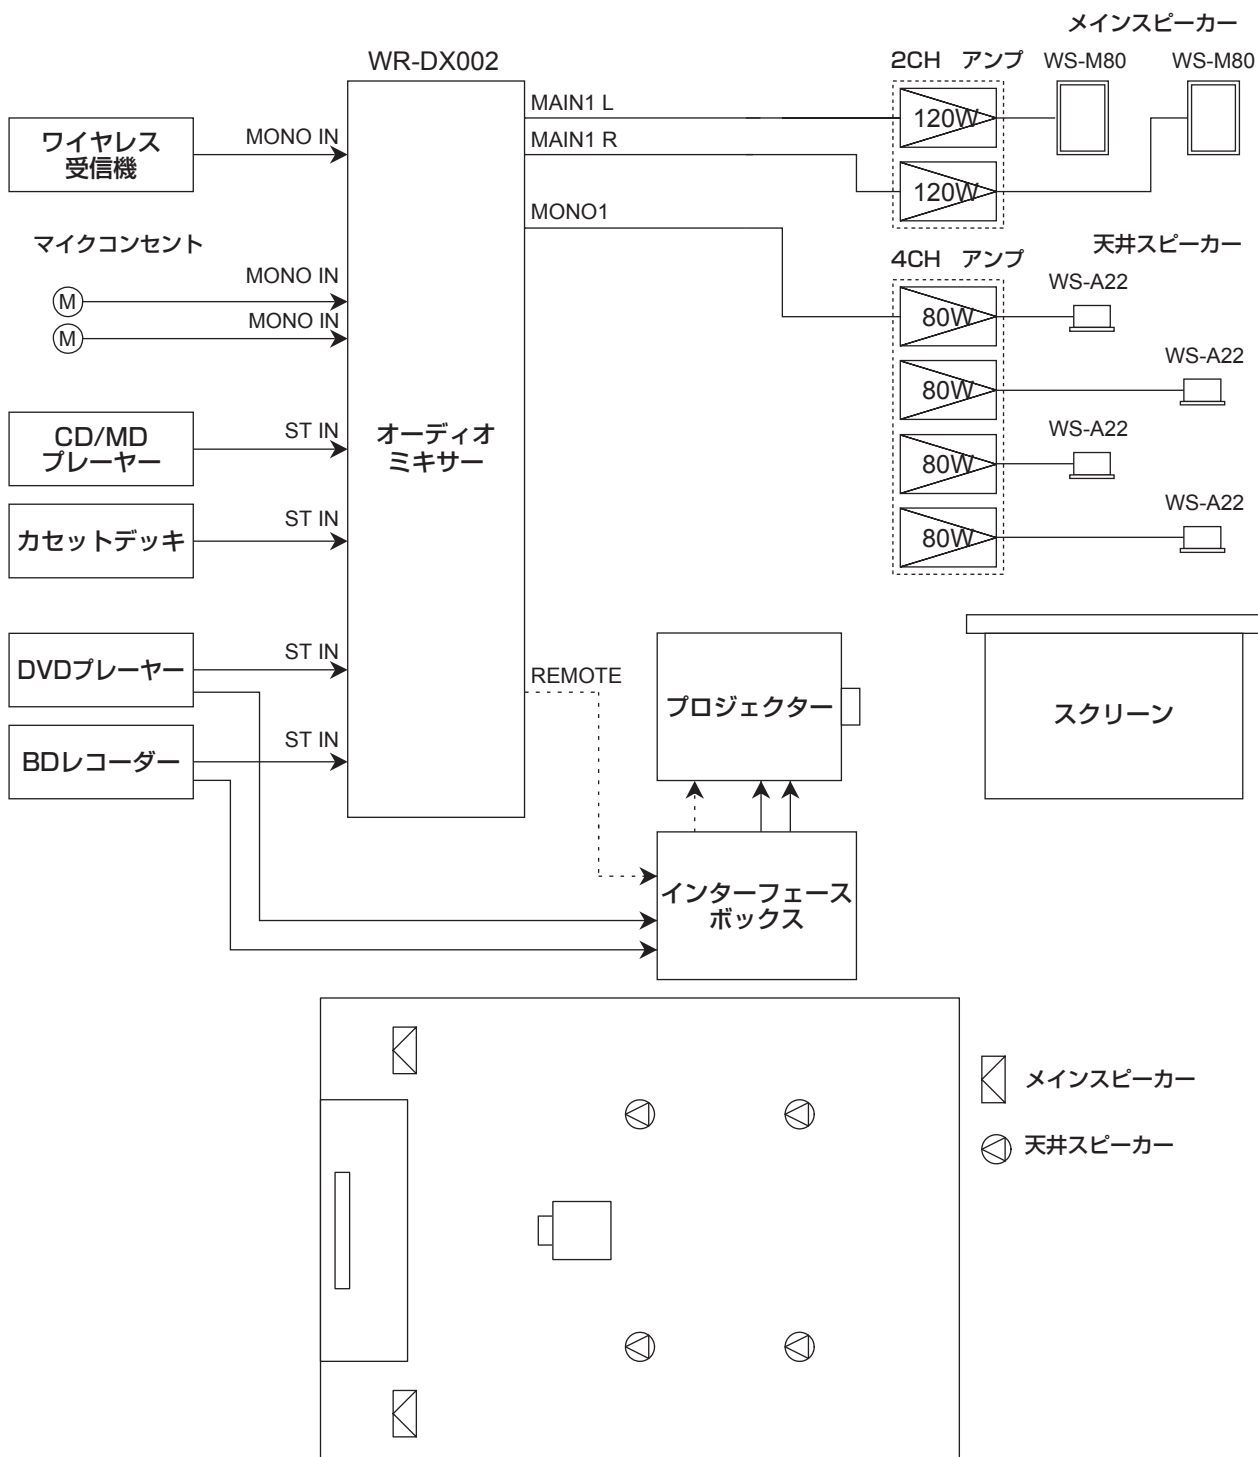 メインスピーカー
WR-DX002
2CH アンプ
WS-M80
WS-M80
MAIN1 L
120W
ワイヤレス
受信機
MONO IN
MAIN1 R
120W
MONO1
マイクコンセント
天井スピーカー
4CH アンプ
MONO IN
M
WS-A22
80W
MONO IN
M
WS-A22
80W
CD/MD
プレーヤー
ST IN
オーディオ
ミキサー
WS-A22
80W
カセットデッキ
ST IN
WS-A22
80W
DVDプレーヤー
ST IN
REMOTE
プロジェクター
スクリーン
BDレコーダー
ST IN
インターフェース
ボックス
メインスピーカー
天井スピーカー